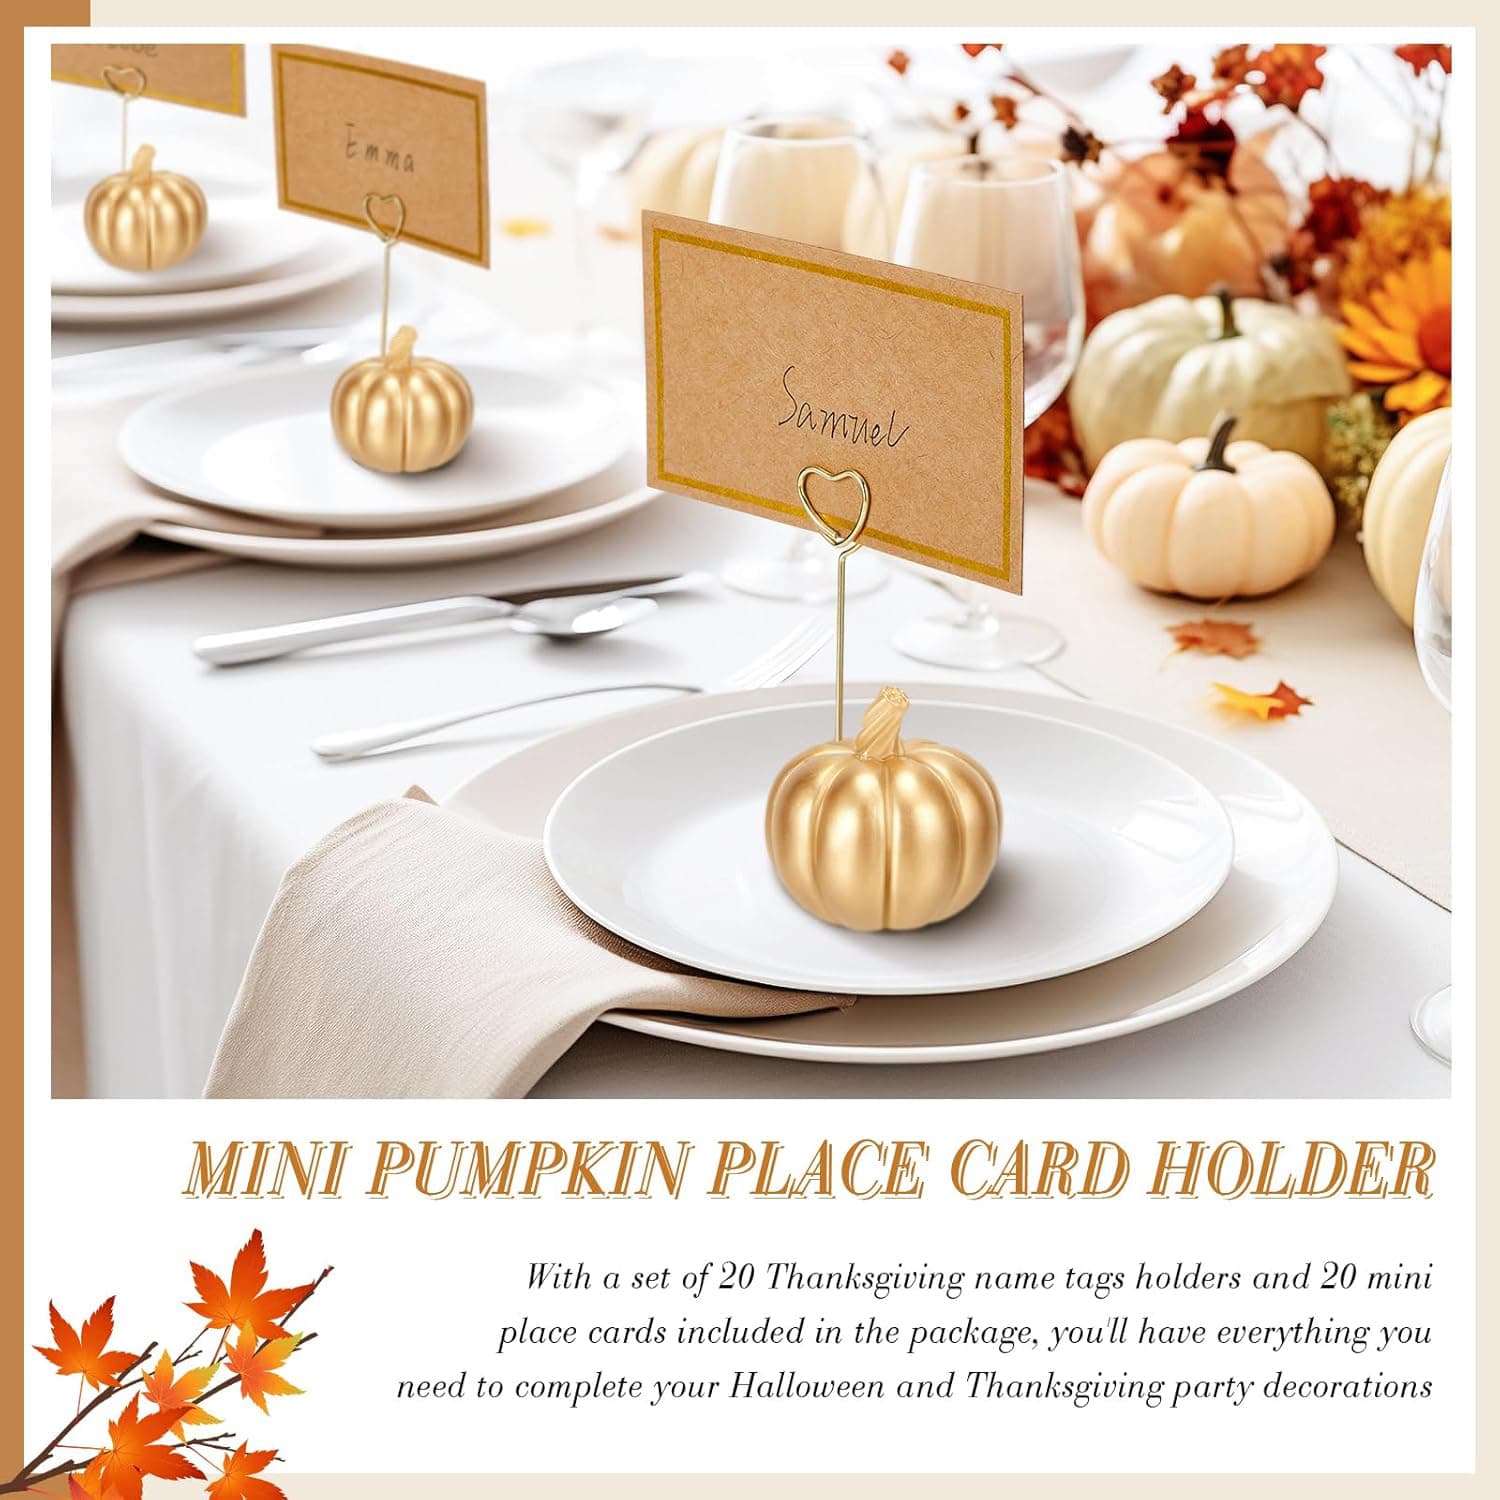 Emma
Samuel
MINI PUMPKIN PLACE CARD HOLDER
With a set of 20 Thanksgiving name tags holders and 20 mini
place cards included in the package, you'll have everything you
need to complete your Halloween and Thanksgiving party decorations